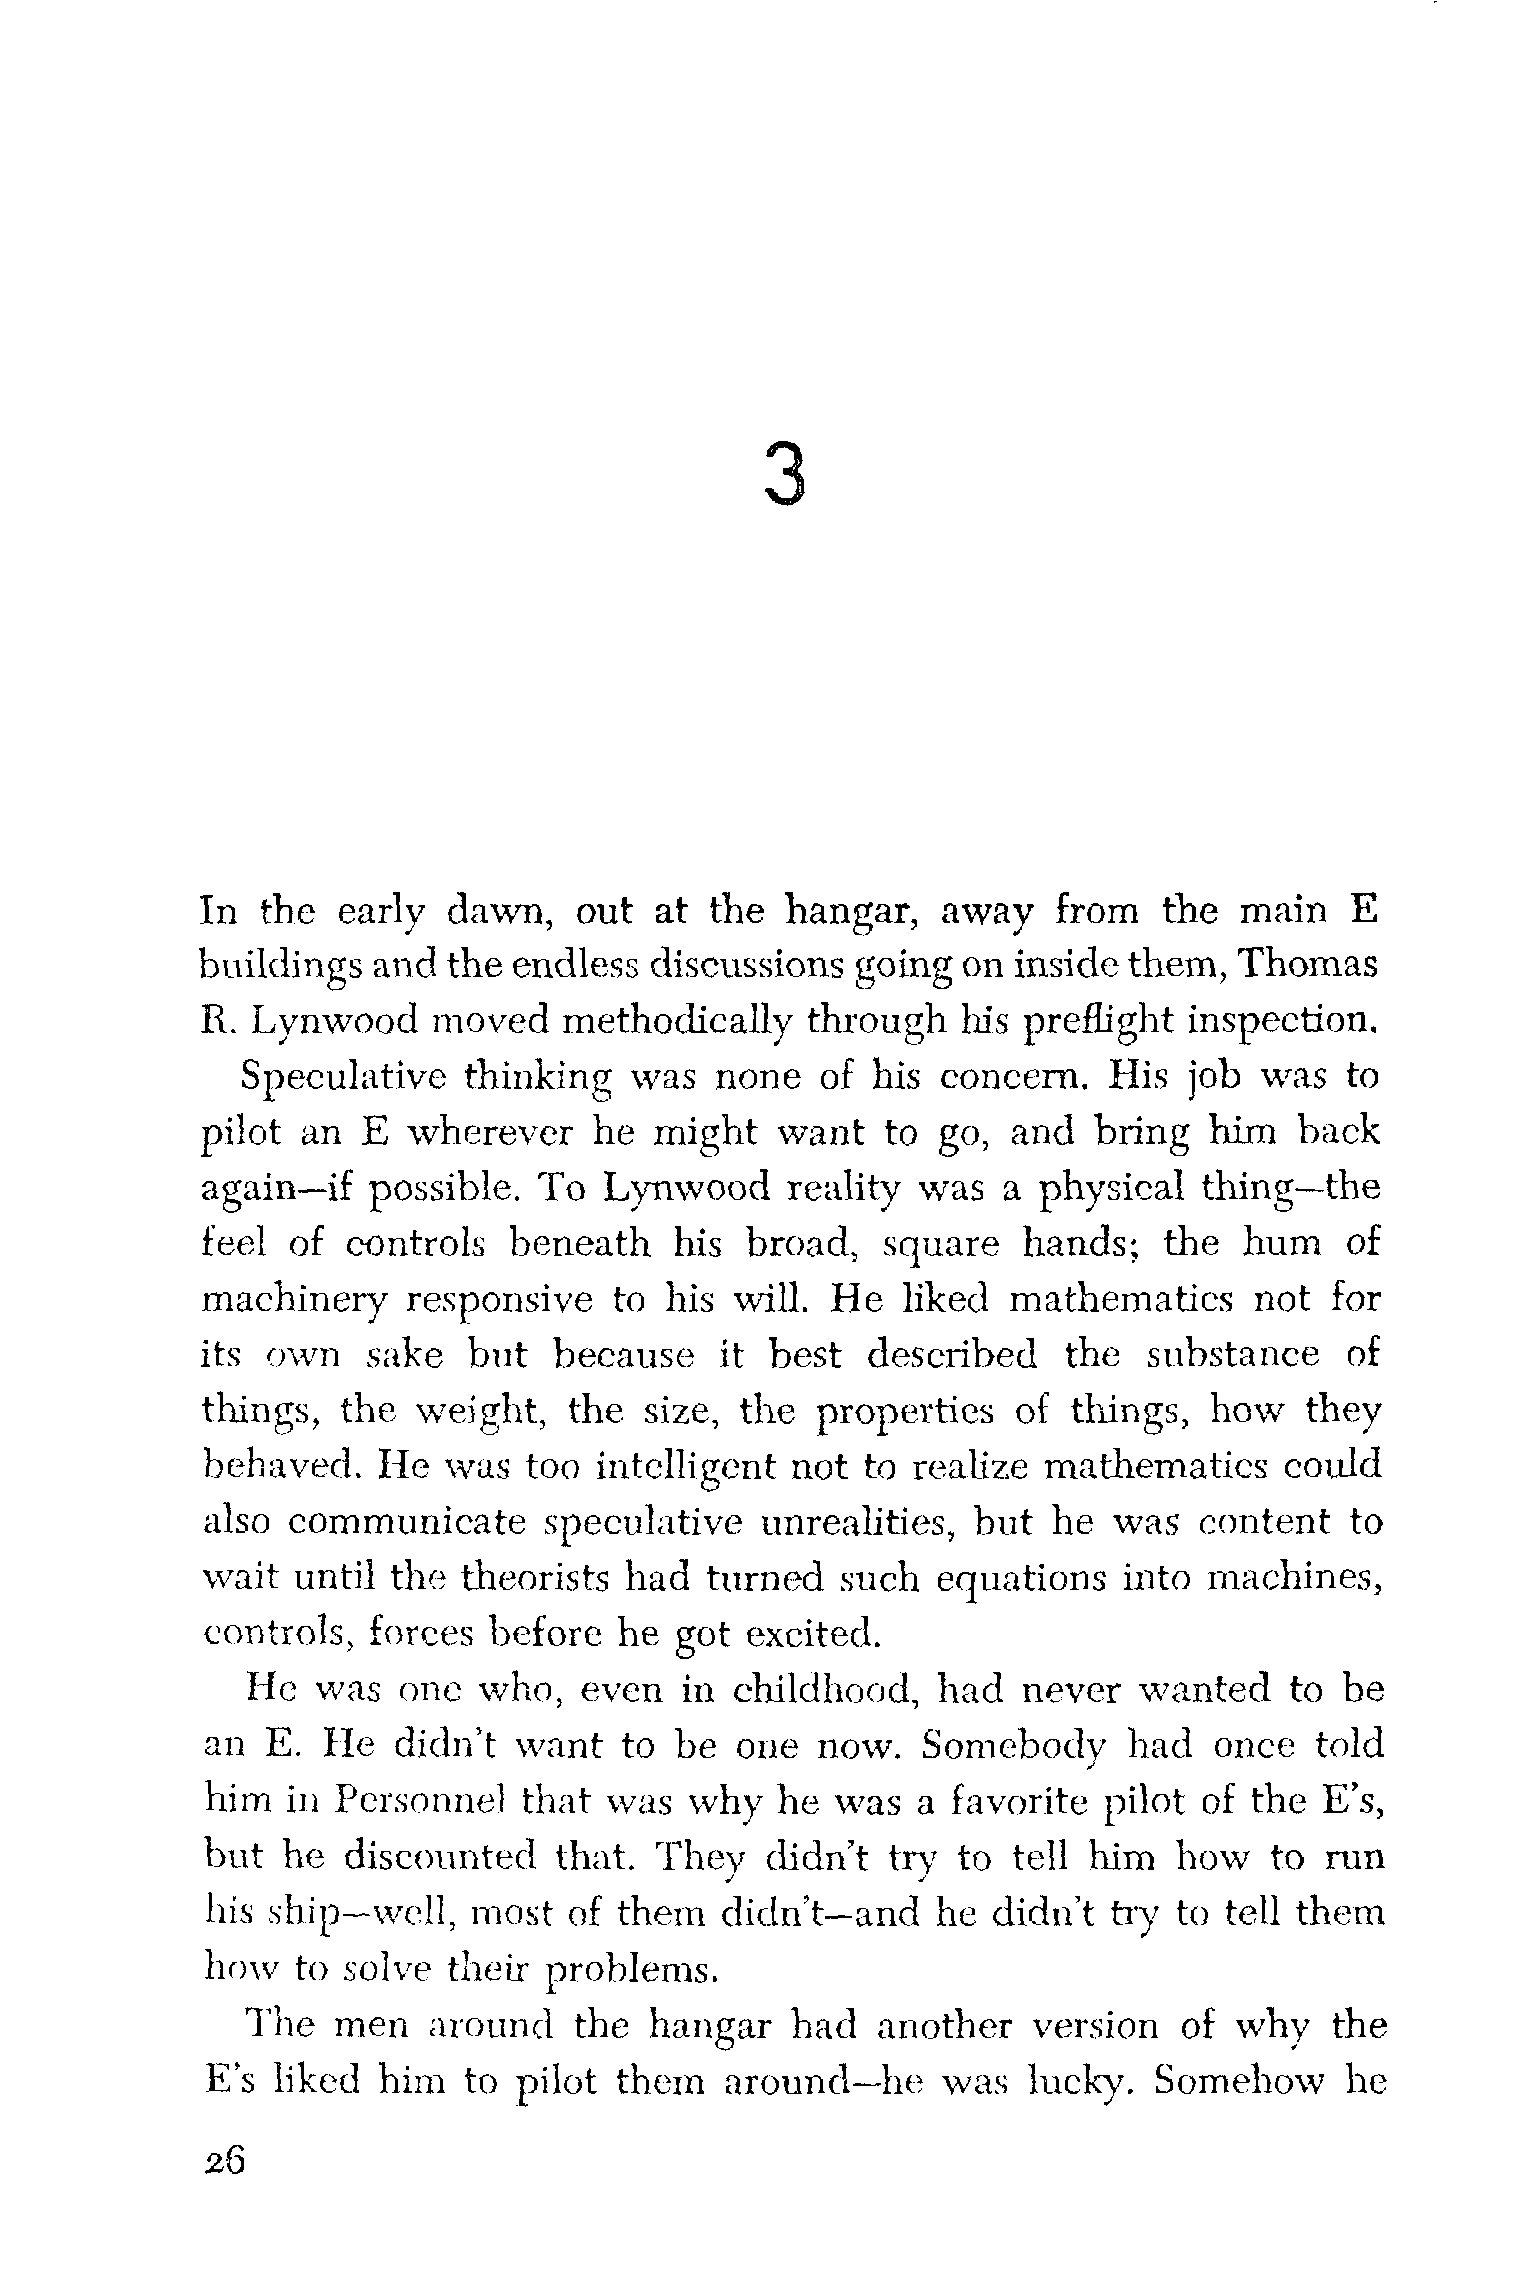 3
In the early dawn, out at the hangar, away from the main E
buildings and the endless discussions going on inside them, Thomas
R. Lynwood moved methodically through his preflight inspection.
Speculative thinking was none of his concern. His job was to
pilot an E wherever he might want to go, and bring him back
again—if possible. To Lynwood reality was a physical thing—the
feel of controls beneath his broad, square hands; the hum of
machinery responsive to his will. He liked mathematics not for
its own sake but because it best described the substance of
things, the weight, the size, the properties of things, how they
behaved. He was too intelligent not to realize mathematics could
also communicate speculative unrealities, but he was content to
wait until the theorists had turned such equations into machines,
controls, forces before he got excited.
He was one who, even in childhood, had never wanted to be
an E. He didn't want to be one now. Somebody had once told
him in Personnel that was why he was a favorite pilot of the E's,
but he discounted that. They didn't try to tell him how to run
his ship—well, most of them didn't—and he didn't try to tell them
how to solve their problems.
The men around the hangar had another version of why the
E's liked him to pilot them around—he was lucky. Somehow he
26